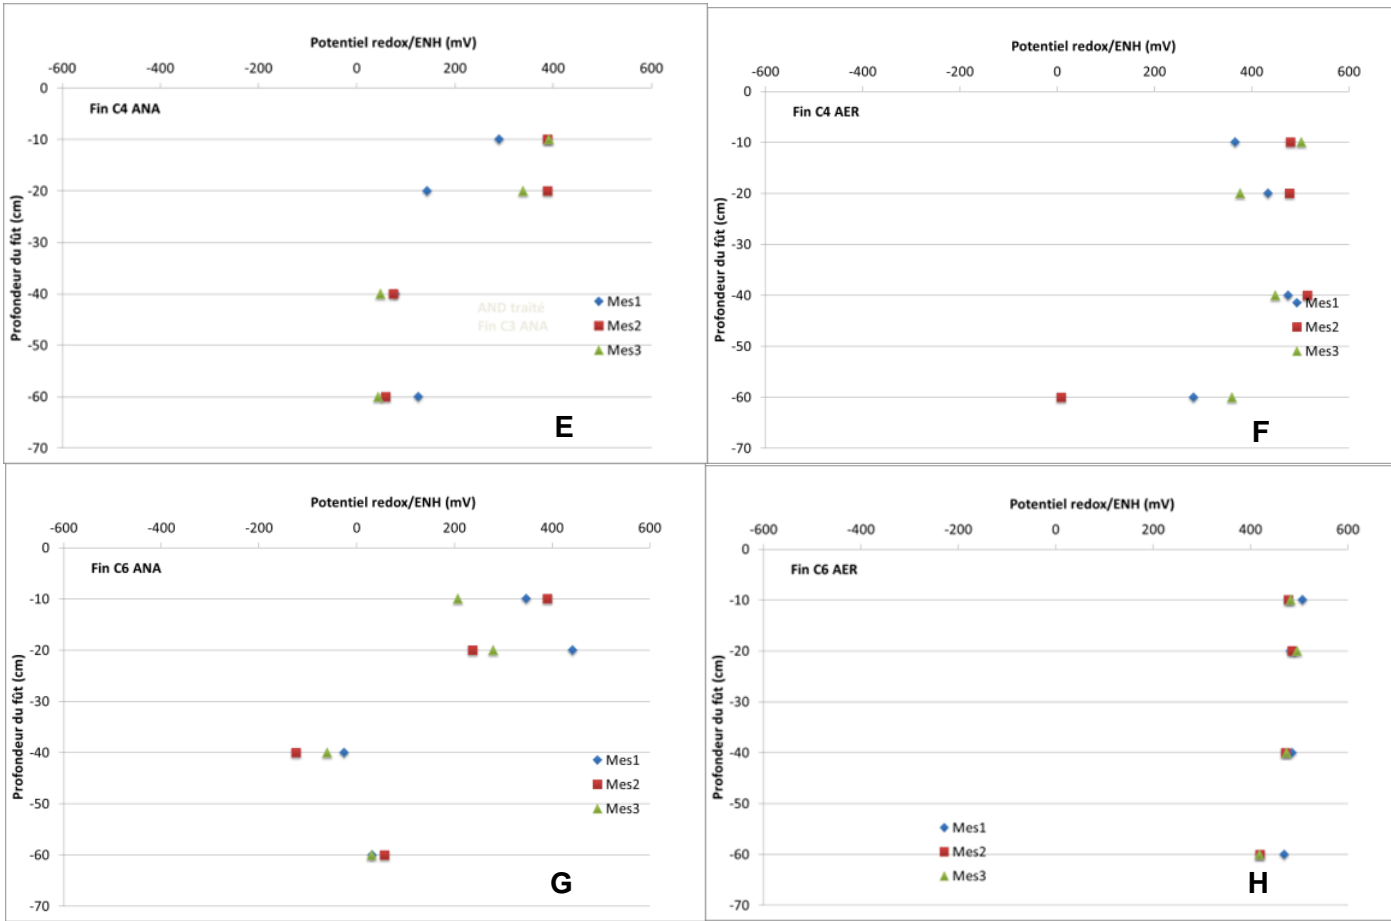 Potentiel redox/ENH (mV)
-600 -400 -200 0 200 400 600
0
Fin C4 ANA
-10
-20
-30
-40
-50
-60
-70
Profondeur du fût (cm)
AND traité
Fin C3 ANA
Mes1
Mes2
Mes3
E
Potentiel redox/ENH (mV)
-600 -400 -200 0 200 400 600
0
Fin C4 AER
-10
-20
-30
-40
-50
-60
-70
Profondeur du fût (cm)
Mes1
Mes2
Mes3
F
Potentiel redox/ENH (mV)
-600 -400 -200 0 200 400 600
0
Fin C6 ANA
-10
-20
-30
-40
-50
-60
-70
Profondeur du fût (cm)
Mes1
Mes2
Mes3
G
Potentiel redox/ENH (mV)
-600 -400 -200 0 200 400 600
0
Fin C6 AER
-10
-20
-30
-40
-50
-60
-70
Profondeur du fût (cm)
Mes1
Mes2
Mes3
H